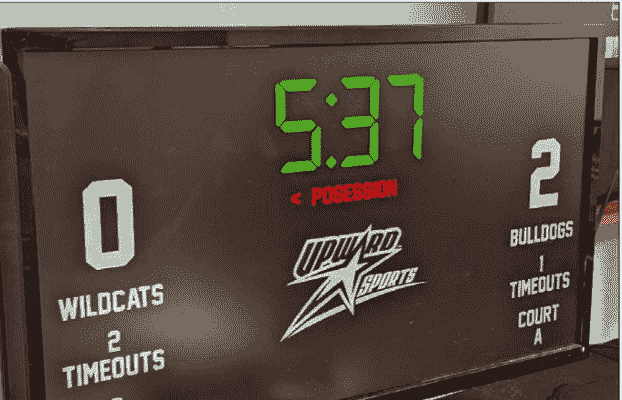 5:37
< POSESSION
0
WILDCATS
2
TIMEOUTS
UPWARD
SPORTS
2
BULLDOGS
1
TIMEOUTS
COURT
A